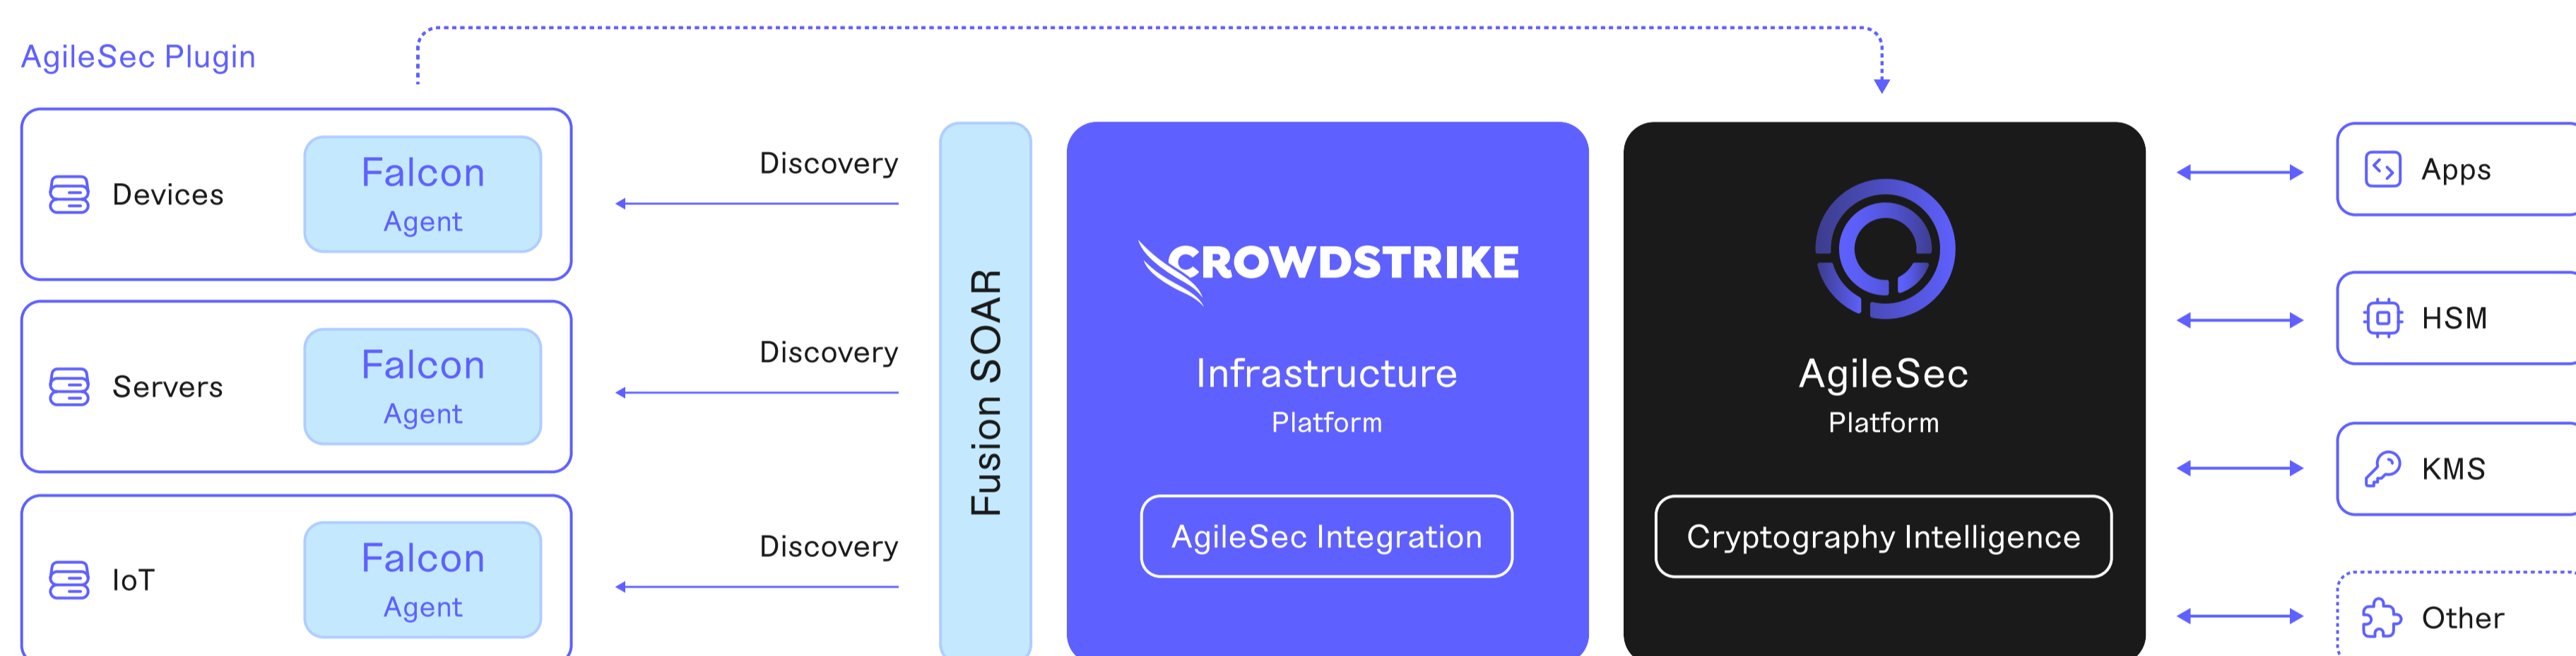 AgileSec Plugin
Devices
Falcon
Agent
Servers
Falcon
Agent
IoT
Falcon
Agent
Discovery
Discovery
Discovery
Fusion SOAR
CROWDSTRIKE
Infrastructure
Platform
AgileSec Integration
AgileSec
Platform
Cryptography Intelligence
Apps
HSM
KMS
Other